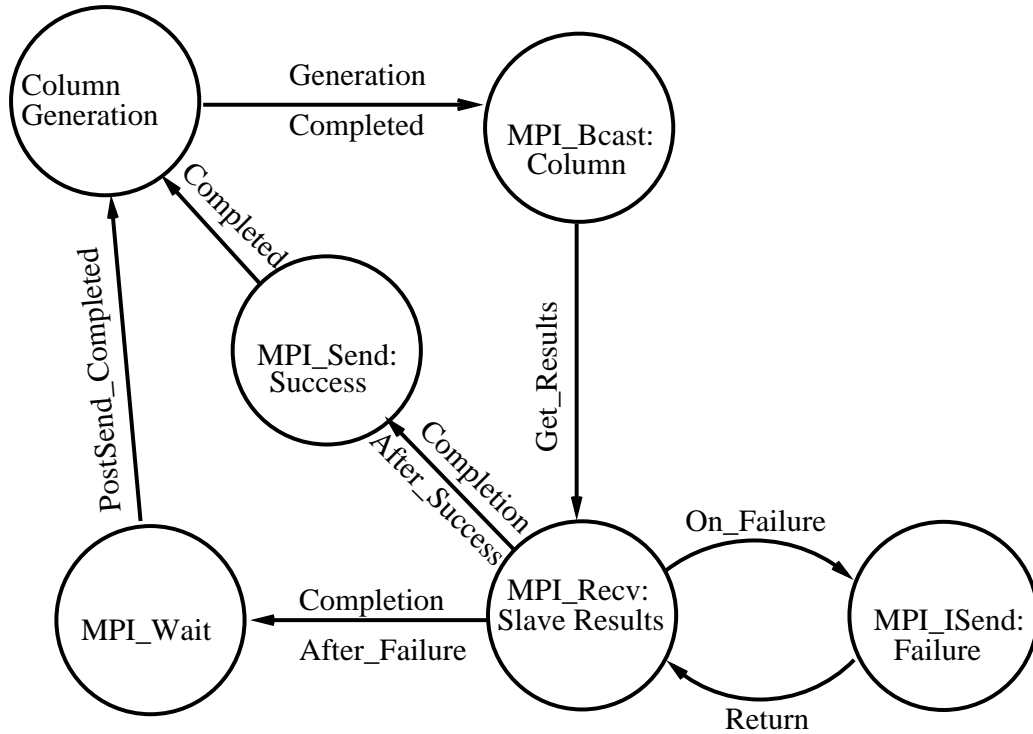 Column
Generation
Generation
Completed
MPI_Bcast:
Column
Completed
MPI_Send:
Success
PostSend_Completed
Get_Results
Completion
After_Success
On_Failure
MPI_Recv:
Slave Results
MPI_ISend:
Failure
Completion
After_Failure
MPI_Wait
Return